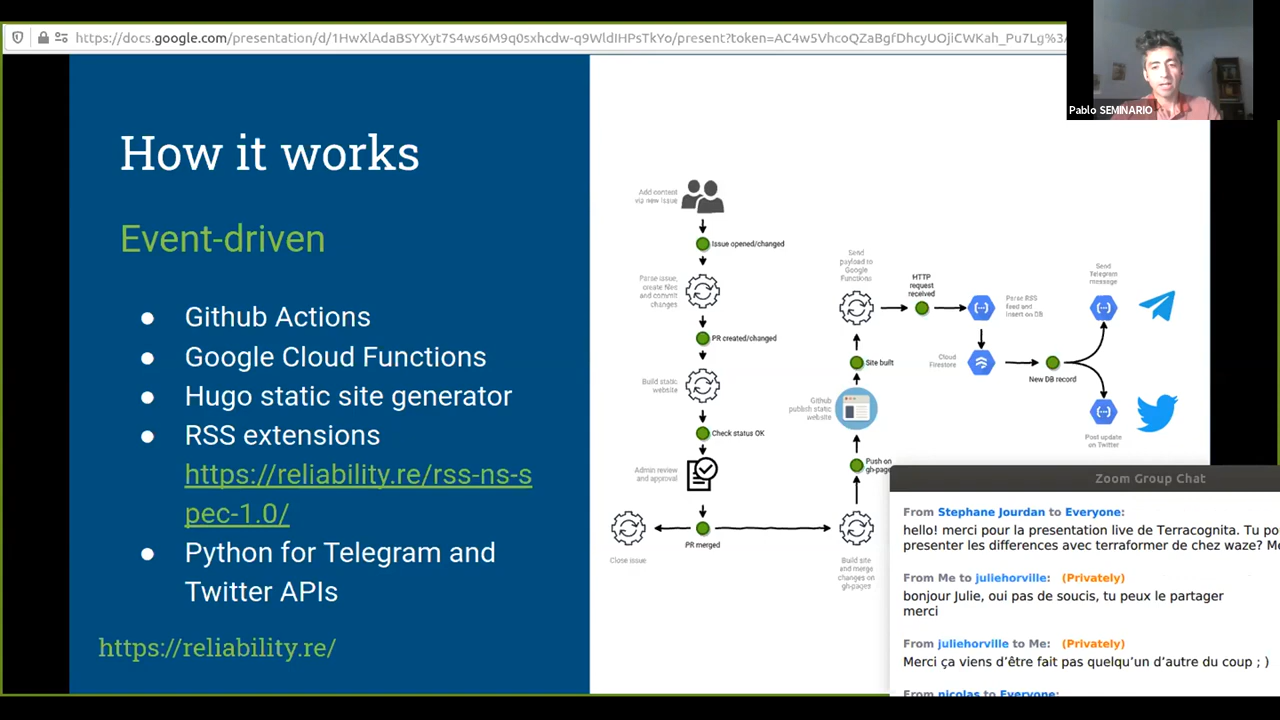 https://docs.google.com/presentation/d/1HwXlAdaBSYXyt7S4ws6M9q0sxhcdw-q9WldIHPsTkYo/present?token=AC4w5VhcoQZaBgfDhcyUOjiCWKah_Pu7Lg%3
Pablo SEMINARIO
How it works
Event-driven
● Github Actions
● Google Cloud Functions
● Hugo static site generator
● RSS extensions
https://reliability.re/rss-ns-s
pec-1.0/
● Python for Telegram and
Twitter APIs
https://reliability.re/
Add content
via new issue
Issue opened/changed
Parse issue,
create files
and commit
changes
PR created/changed
Build static
website
Check status OK
Admin review
and approval
PR merged
Close issue
Build site
and merge
changes on
gh-pages
Push on
gh-pages
Github
publish static
website
Site built
Send
payload to
Google
Functions
HTTP
request
received
Parse RSS
feed and
Insert on DB
Cloud
Firestore
New DB record
Send
Telegram
message
Post update
on Twitter
Zoom Group Chat
From Stephane Jourdan to Everyone:
hello! merci pour la presentation live de Terracognita. Tu po
presenter les différences avec terraformer de chez waze? Me
From Me to juliehorville: (Privately)
bonjour Julie, oui pas de soucis, tu peux le partager
merci
From juliehorville to Me: (Privately)
Merci ça viens d’être fait pas quelqu’un d’autre du coup ; )
From nicolas to Everyone: